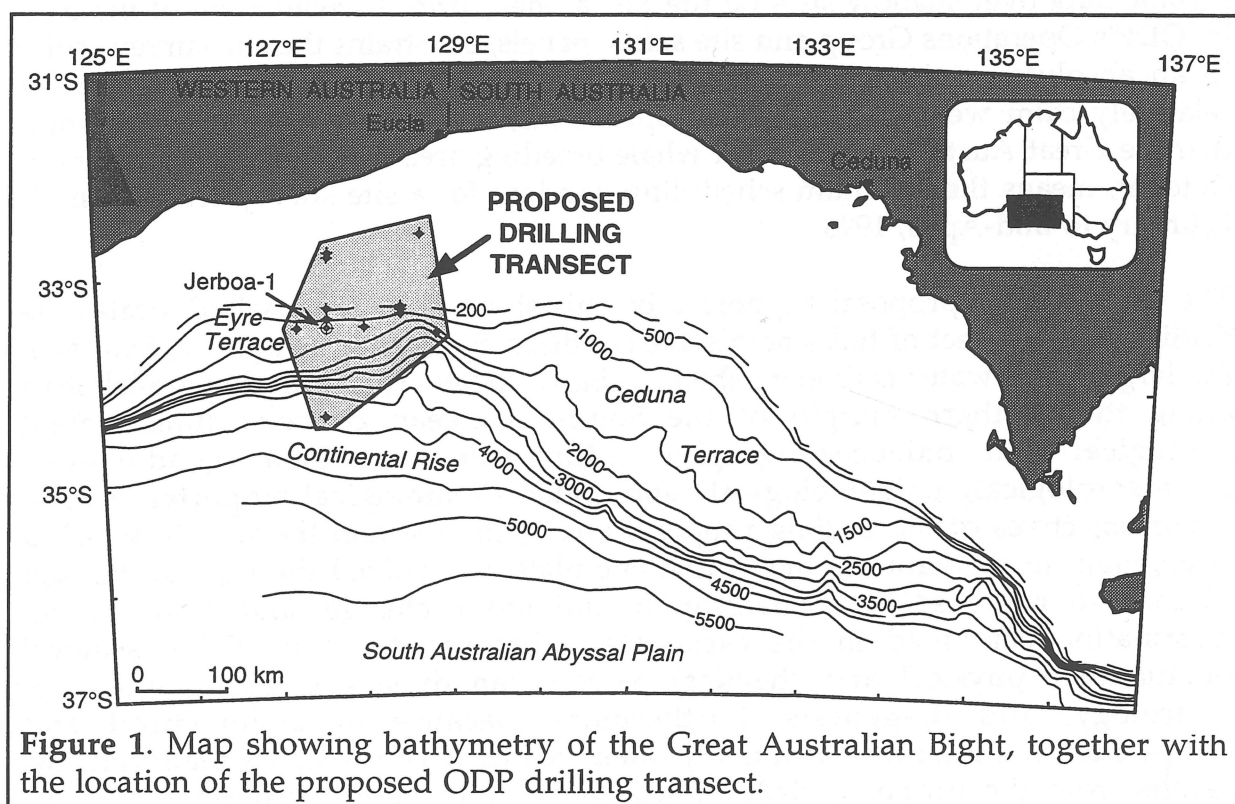 125°E
127°E
129°E
131°E
133°E
135°E
137°E
31°S
WESTERN AUSTRALIA
SOUTH AUSTRALIA
Eucla
Ceduna
PROPOSED
DRILLING
TRANSECT
33°S
Jerboa-1
Eyre
Terrace
200
500
1000
Ceduna
Terrace
Continental Rise
4000
2000
3000
35°S
5000
1500
2500
4500
3500
5500
South Australian Abyssal Plain
0 100 km
37°S
Figure 1. Map showing bathymetry of the Great Australian Bight, together with
the location of the proposed ODP drilling transect.